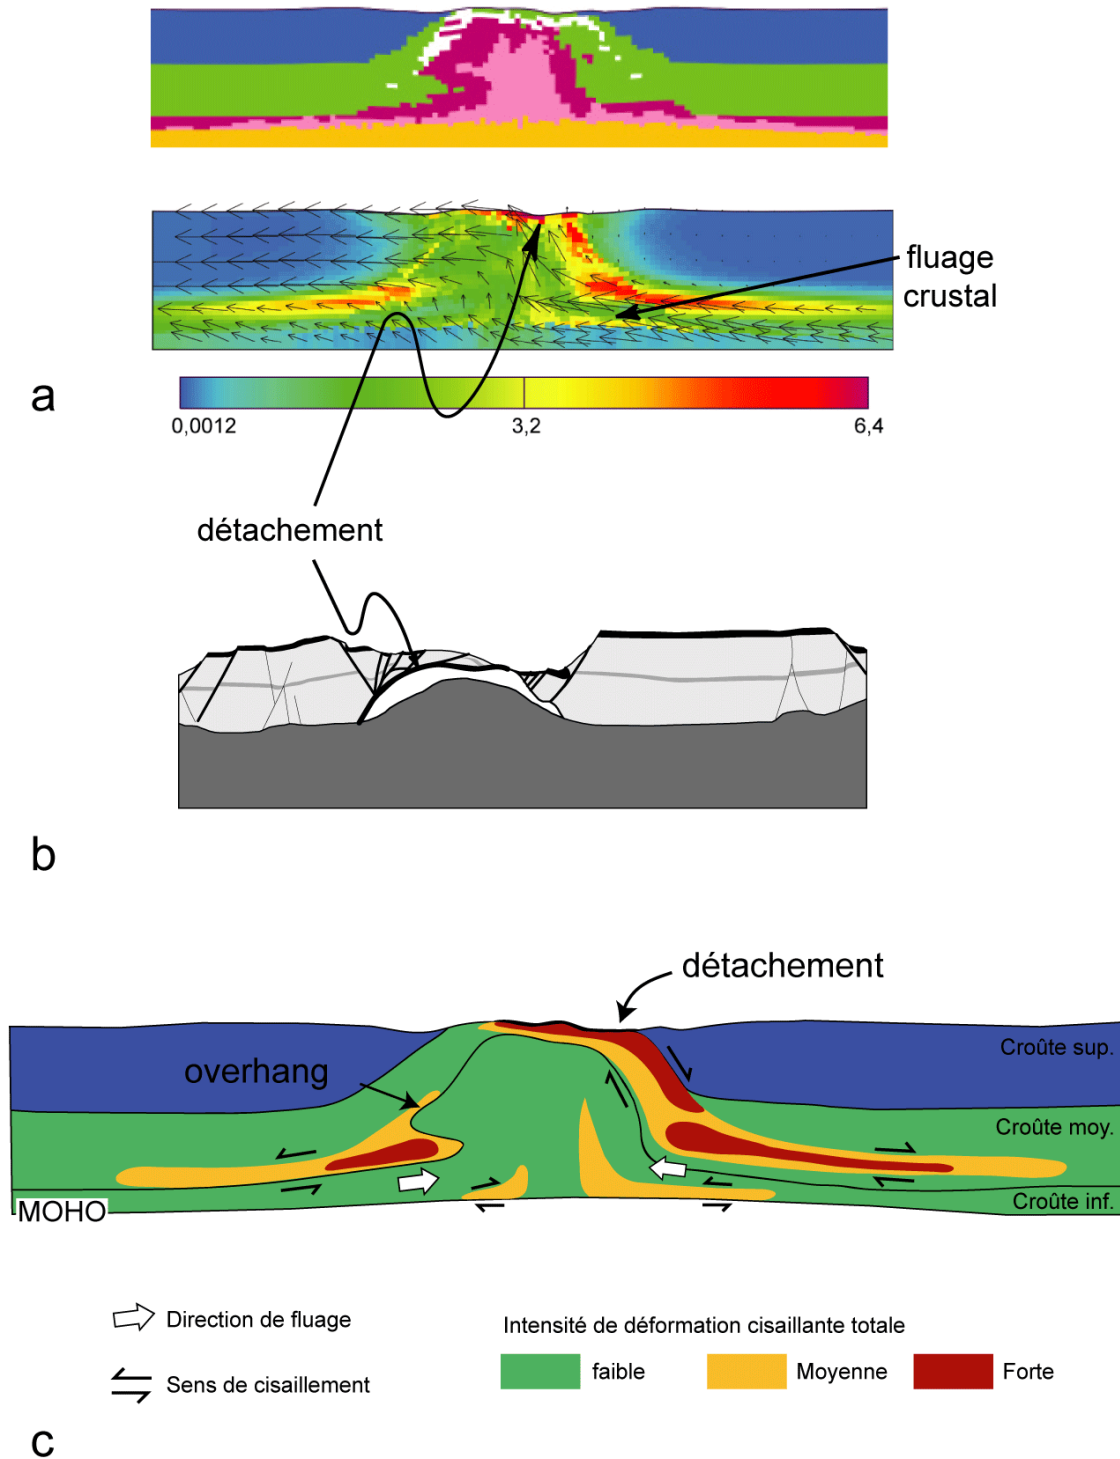 fluage
crustal
a
0,0012
3,2
6,4
détachement
b
détachement
overhang
Croûte sup.
Croûte moy.
MOHO
Croûte inf.
Direction de fluage
Sens de cisaillement
Intensité de déformation cisaillante totale
faible
Moyenne
Forte
c